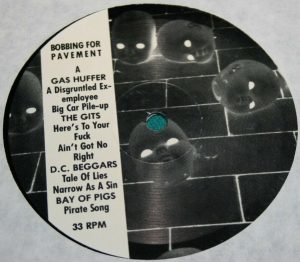 BOBBING FOR
PAVEMENT
A
GAS HUFFER
A Disgruntled Ex-
employee
Big Car Pile-up
THE GITS
Here's To Your
Fuck
Ain't Got No
Right
D.C. BEGGARS
Tale Of Lies
Narrow As A Sin
BAY OF PIGS
Pirate Song
33 RPM